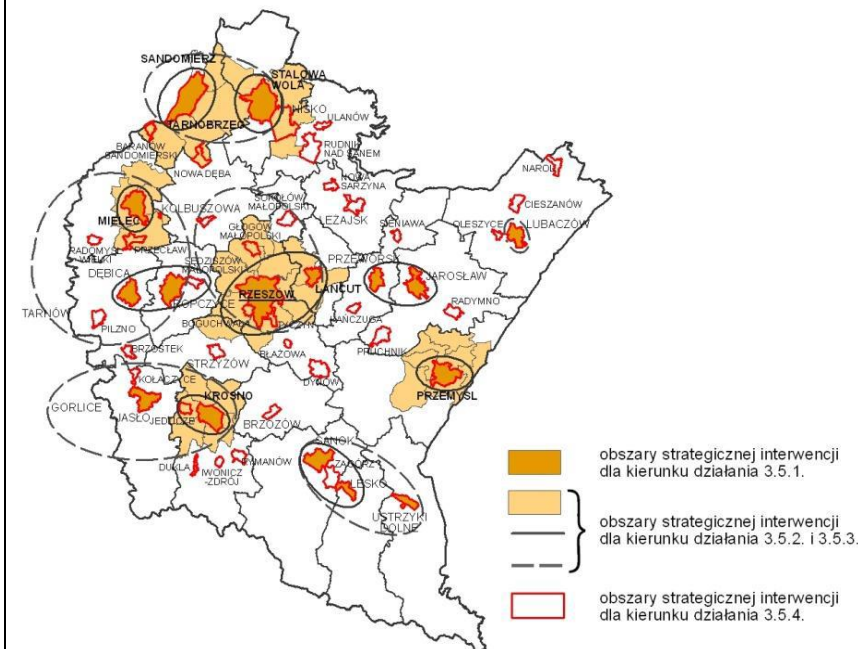 SANDOMIERZ
STALOWA
WOLA
NISKO
ULANÓW
TARNOBRZEG
BARANÓW
SANDOMIERSKI
RUDNIK
NAD SANEM
NOWA DĘBA
NOWA
SARZYNA
NAROL
CIESZANÓW
KOLBUSZOWA
SOKOŁÓW
MAŁOPOLSKI
LEŻAJSK
SIENIAWA
OLESZYCE
LUBACZÓW
MIELEC
GŁOGÓW
MAŁOPOLSKI
RADOMYŚL
WIELKI
PRZECŁAW
SĘDZISZÓW
MAŁOPOLSKI
PRZEWORSK
JAROSŁAW
DĘBICA
ROPCZYCE
RZESZÓW
ŁAŃCUT
TARNÓW
PILZNO
BOGUCHWAŁA
TYCZYN
KAŃCZUGA
RADYMNO
BRZOSTEK
STRZYŻÓW
BŁAŻOWA
PRUCHNIK
KOŁACZYCE
DYNÓW
PRZEMYŚL
GORLICE
JASŁO
JEDLICZE
KROSNO
BRZOZÓW
DUKLA
IWONICZ
-ZDRÓJ
RYMANÓW
SANOK
ZAGÓRZ
LESKO
USTRZYKI
DOLNE
obszary strategicznej interwencji
dla kierunku działania 3.5.1.
obszary strategicznej interwencji
dla kierunku działania 3.5.2. i 3.5.3.
obszary strategicznej interwencji
dla kierunku działania 3.5.4.